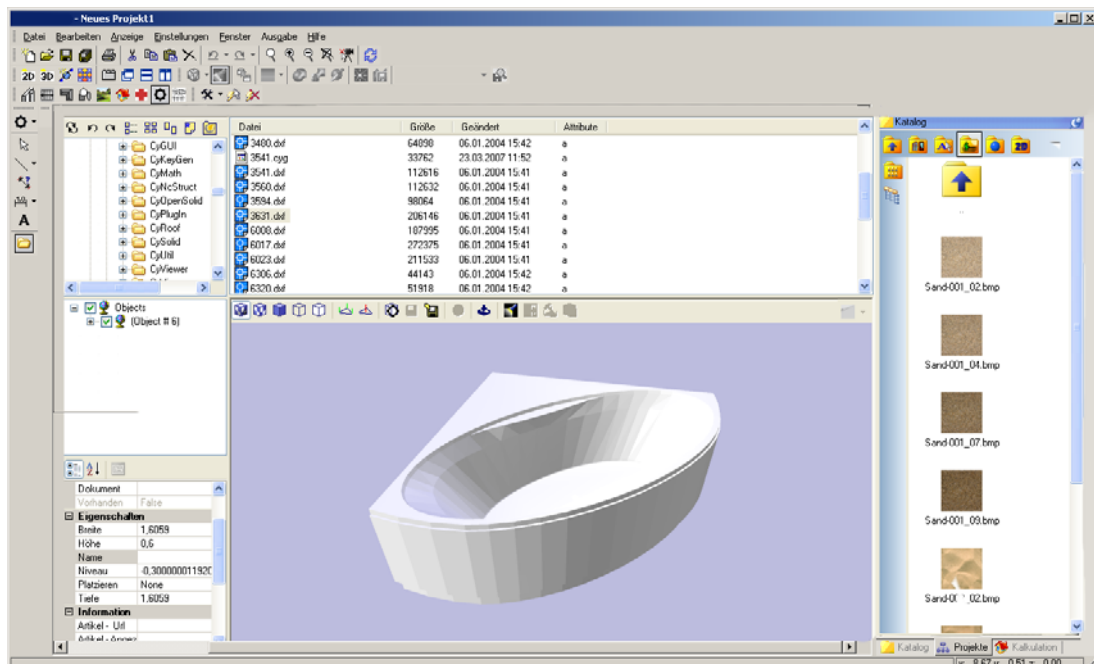 - Neues Projekt1
Datei Bearbeiten Anzeige Einstellungen Fenster Ausgabe Hilfe
2D 3D
A
CyGUI
CyKeyGen
CyMath
CyNcStruct
CyOpenSolid
CyPlugIn
CyRoof
CySolid
CyUtil
CyViewer
Datei Größe Geändert Attribute
3480.dxf 64898 06.01.2004 15:42 a
3541.cyg 33762 23.03.2007 11:52 a
3541.dxf 112616 06.01.2004 15:41 a
3560.dxf 112632 06.01.2004 15:41 a
3594.dxf 98064 06.01.2004 15:41 a
3631.dxf 206146 06.01.2004 15:41 a
6008.dxf 187995 06.01.2004 15:41 a
6017.dxf 272375 06.01.2004 15:41 a
6023.dxf 211533 06.01.2004 15:41 a
6306.dxf 44143 06.01.2004 15:42 a
6320.dxf 51918 06.01.2004 15:42 a
Objects
(Object # 6)
Dokument
Vorhanden False
Eigenschaften
Breite 1,6059
Höhe 0,6
Name
Niveau -0,30000001192C
Platzieren None
Tiefe 1,6059
Information
Artikel - Url
Katalog
2D
..
Sand-001_02.bmp
Sand-001_04.bmp
Sand-001_07.bmp
Sand-001_09.bmp
Katalog Projekte Kalkulation